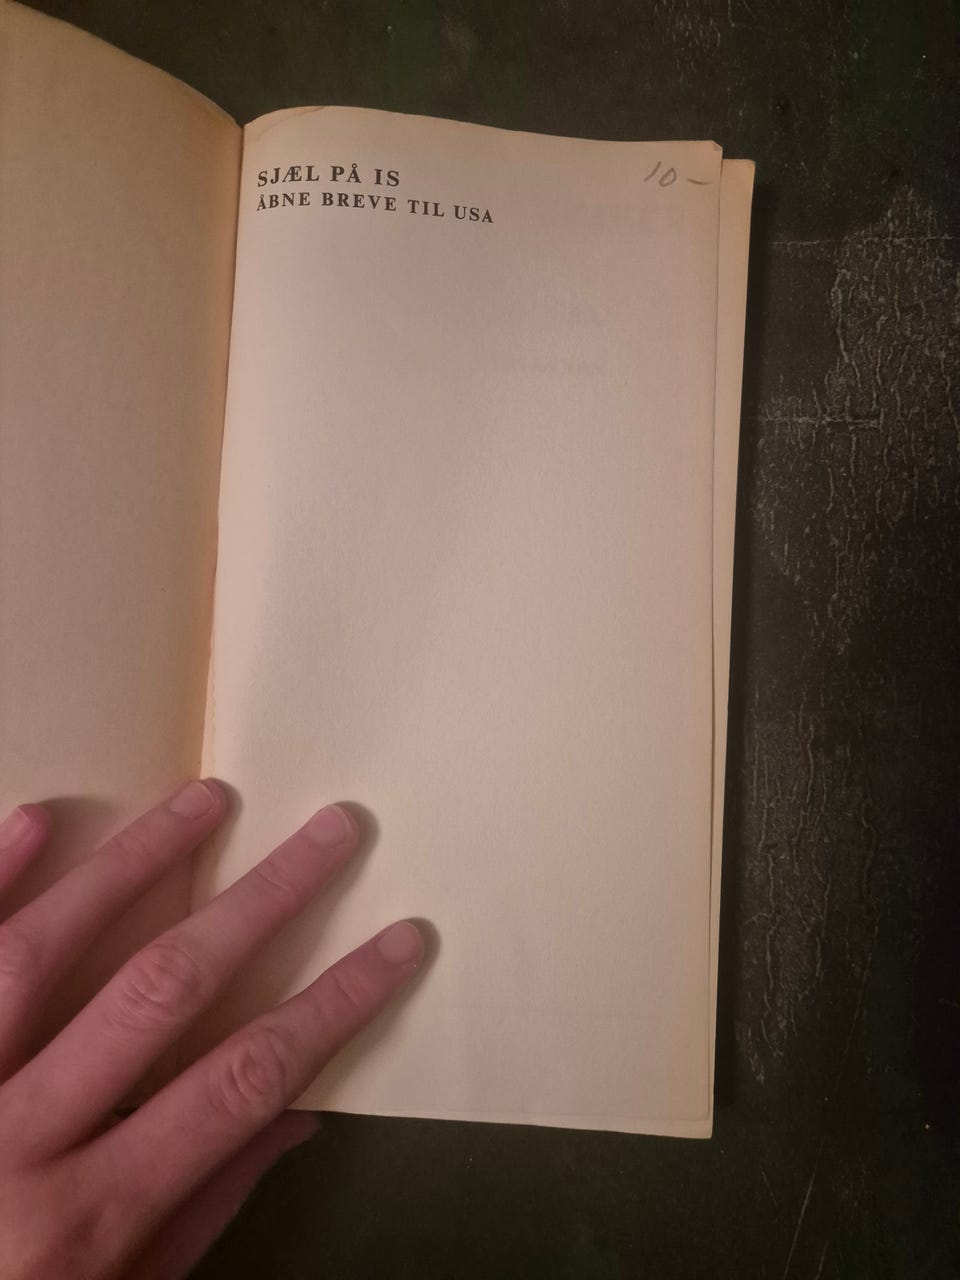 SJÆL PÅ IS
ÅBNE BREVE TIL USA
10 –